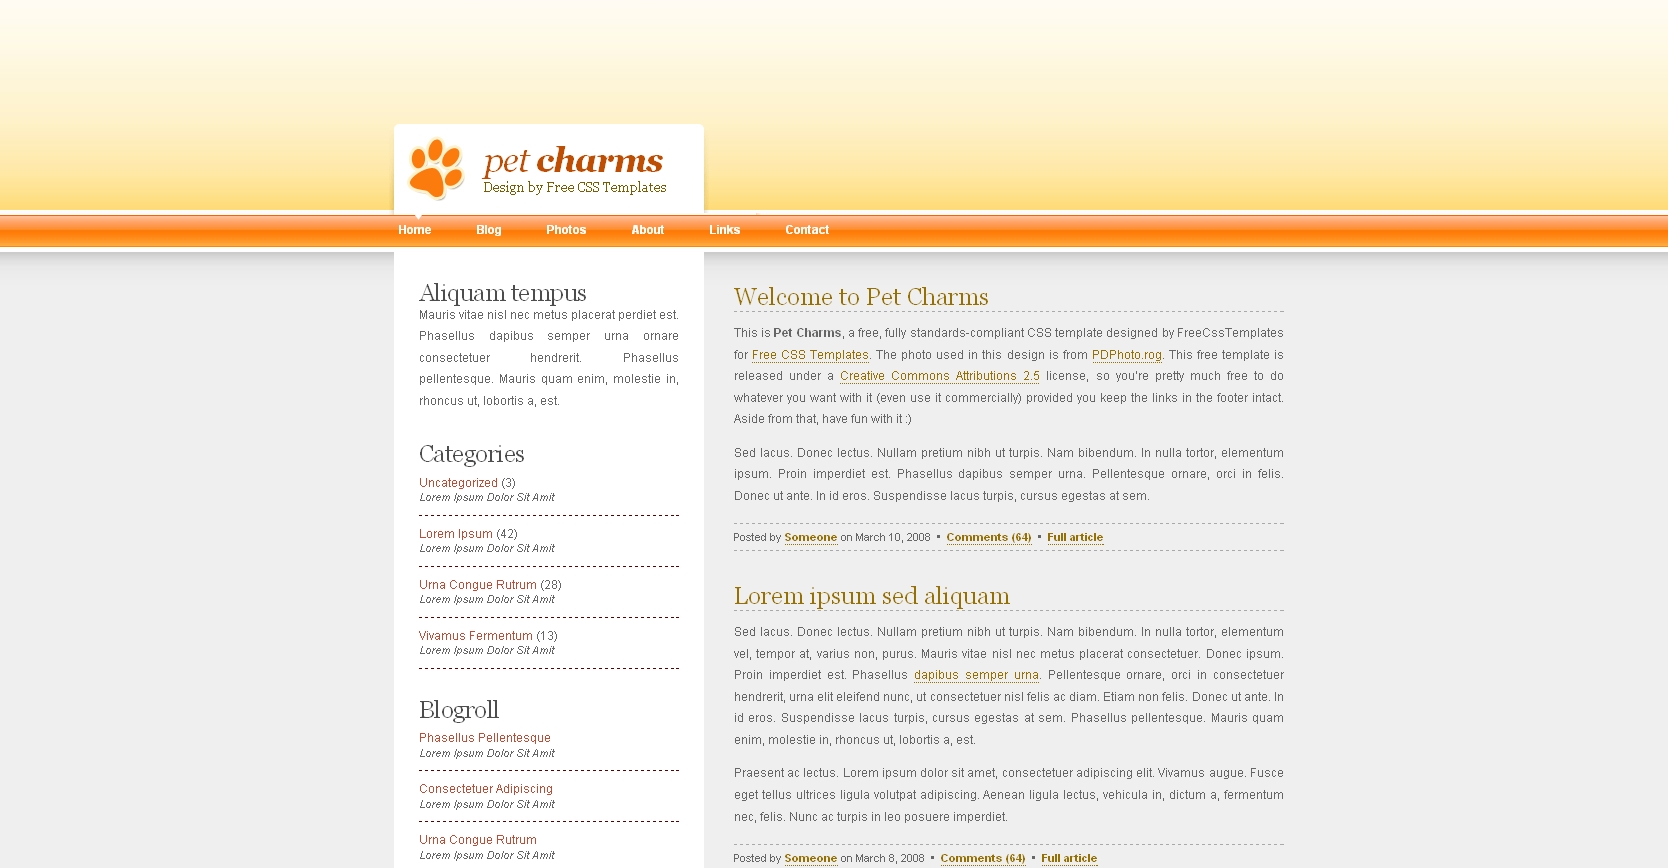 pet charms
Design by Free CSS Templates
Home Blog Photos About Links Contact
Aliquam tempus
Mauris vitae nisl nec metus placerat perdiet est.
Phasellus dapibus semper urna ornare
consectetuer hendrerit. Phasellus
pellentesque. Mauris quam enim, molestie in,
rhoncus ut, lobortis a, est.
Categories
Uncategorized (3)
Lorem Ipsum Dolor Sit Amit
Lorem Ipsum (42)
Lorem Ipsum Dolor Sit Amit
Urna Congue Rutrum (28)
Lorem Ipsum Dolor Sit Amit
Vivamus Fermentum (13)
Lorem Ipsum Dolor Sit Amit
Blogroll
Phasellus Pellentesque
Lorem Ipsum Dolor Sit Amit
Consectetuer Adipiscing
Lorem Ipsum Dolor Sit Amit
Urna Congue Rutrum
Lorem Ipsum Dolor Sit Amit
Welcome to Pet Charms
This is Pet Charms, a free, fully standards-compliant CSS template designed by FreeCssTemplates
for Free CSS Templates. The photo used in this design is from PDPhoto.rog. This free template is
released under a Creative Commons Attributions 2.5 license, so you're pretty much free to do
whatever you want with it (even use it commercially) provided you keep the links in the footer intact.
Aside from that, have fun with it :)
Sed lacus. Donec lectus. Nullam pretium nibh ut turpis. Nam bibendum. In nulla tortor, elementum
ipsum. Proin imperdiet est. Phasellus dapibus semper urna. Pellentesque ornare, orci in felis.
Donec ut ante. In id eros. Suspendisse lacus turpis, cursus egestas at sem.
Posted by Someone on March 10, 2008 • Comments (64) • Full article
Lorem ipsum sed aliquam
Sed lacus. Donec lectus. Nullam pretium nibh ut turpis. Nam bibendum. In nulla tortor, elementum
vel, tempor at, varius non, purus. Mauris vitae nisl nec metus placerat consectetuer. Donec ipsum.
Proin imperdiet est. Phasellus dapibus semper urna. Pellentesque ornare, orci in consectetuer
hendrerit, urna elit eleifend nunc, ut consectetuer nisl felis ac diam. Etiam non felis. Donec ut ante. In
id eros. Suspendisse lacus turpis, cursus egestas at sem. Phasellus pellentesque. Mauris quam
enim, molestie in, rhoncus ut, lobortis a, est.
Praesent ac lectus. Lorem ipsum dolor sit amet, consectetuer adipiscing elit. Vivamus augue. Fusce
eget tellus ultrices ligula volutpat adipiscing. Aenean ligula lectus, vehicula in, dictum a, fermentum
nec, felis. Nunc ac turpis in leo posuere imperdiet.
Posted by Someone on March 8, 2008 • Comments (64) • Full article